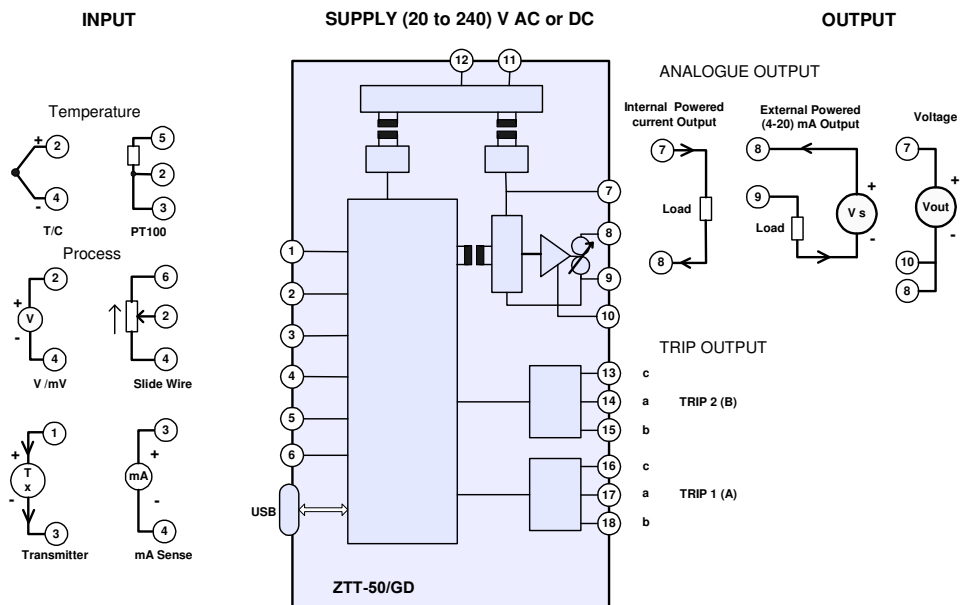 INPUT
SUPPLY (20 to 240) V AC or DC
OUTPUT
12
11
ANALOGUE OUTPUT
Temperature
Internal Powered
current Output
External Powered
(4-20) mA Output
Voltage
+
2
4
-
T/C
5
2
3
PT100
Process
2
+
V
-
4
V /mV
6
2
4
Slide Wire
1
+
T
x
-
3
Transmitter
3
+
mA
-
4
mA Sense
1
2
3
4
5
6
USB
7
8
9
10
13
14
15
16
17
18
ZTT-50/GD
7
Load
8
8
9
Load
+
V s
-
7
+
Vout
-
10
8
TRIP OUTPUT
c
a
TRIP 2 (B)
b
c
a
TRIP 1 (A)
b